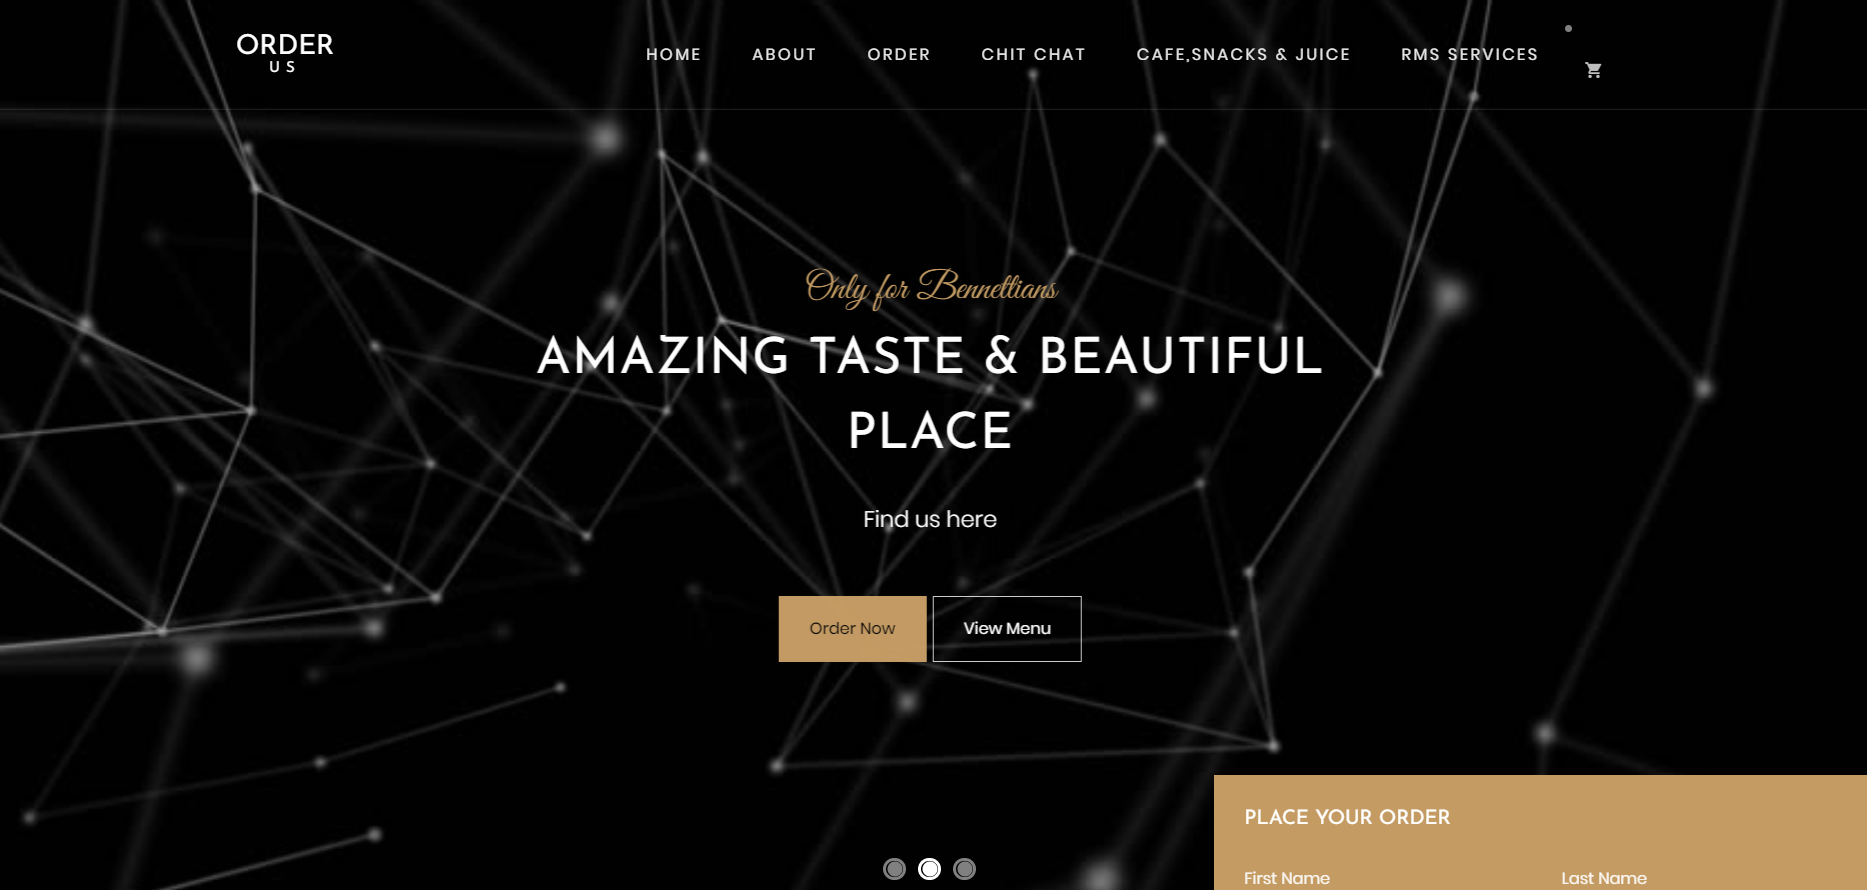 ORDER
US
HOME ABOUT ORDER CHIT CHAT CAFE,SNACKS & JUICE RMS SERVICES
Only for Bennettians
AMAZING TASTE & BEAUTIFUL
PLACE
Find us here
Order Now View Menu
PLACE YOUR ORDER
First Name Last Name